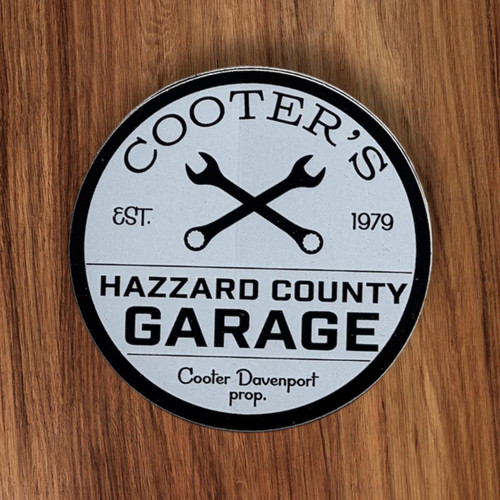 COOTER'S
EST. 1979
HAZZARD COUNTY
GARAGE
Cooter Davenport
prop.